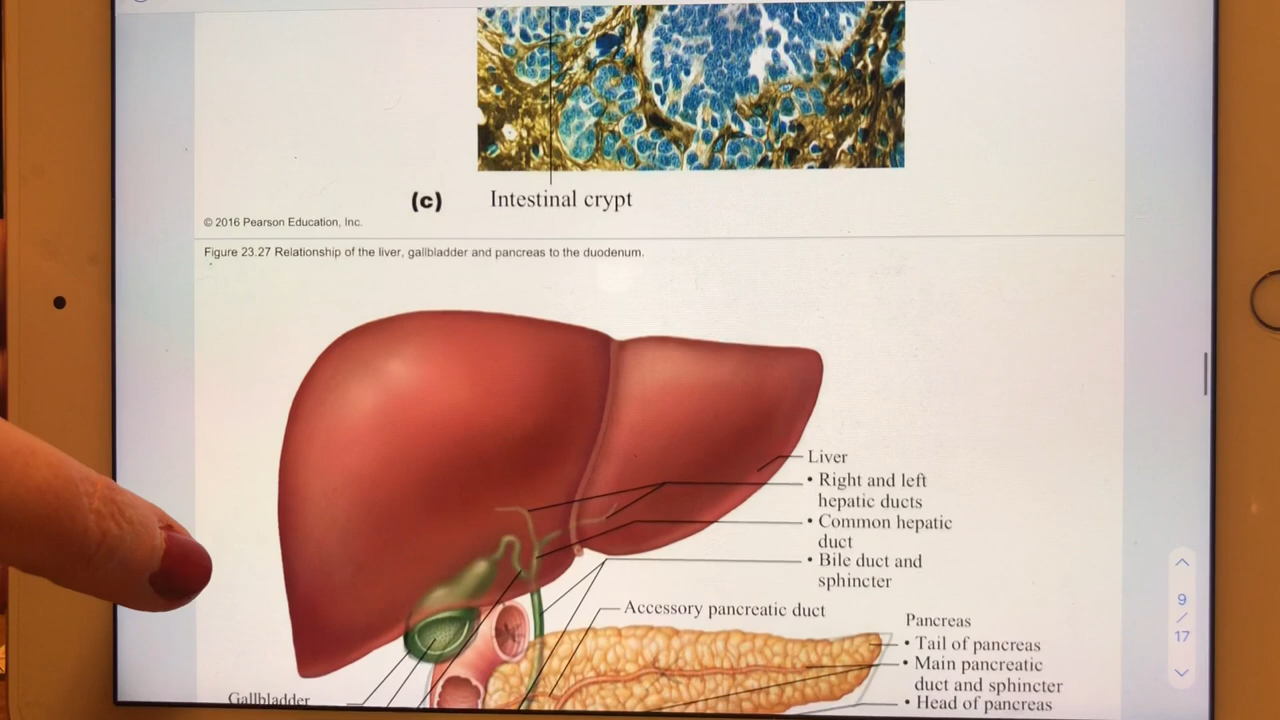 (c) Intestinal crypt
© 2016 Pearson Education, Inc.
Figure 23.27 Relationship of the liver, gallbladder and pancreas to the duodenum.
Liver
• Right and left
hepatic ducts
• Common hepatic
duct
• Bile duct and
sphincter
Accessory pancreatic duct
Pancreas
• Tail of pancreas
• Main pancreatic
duct and sphincter
• Head of pancreas
Gallbladder
9
/
17